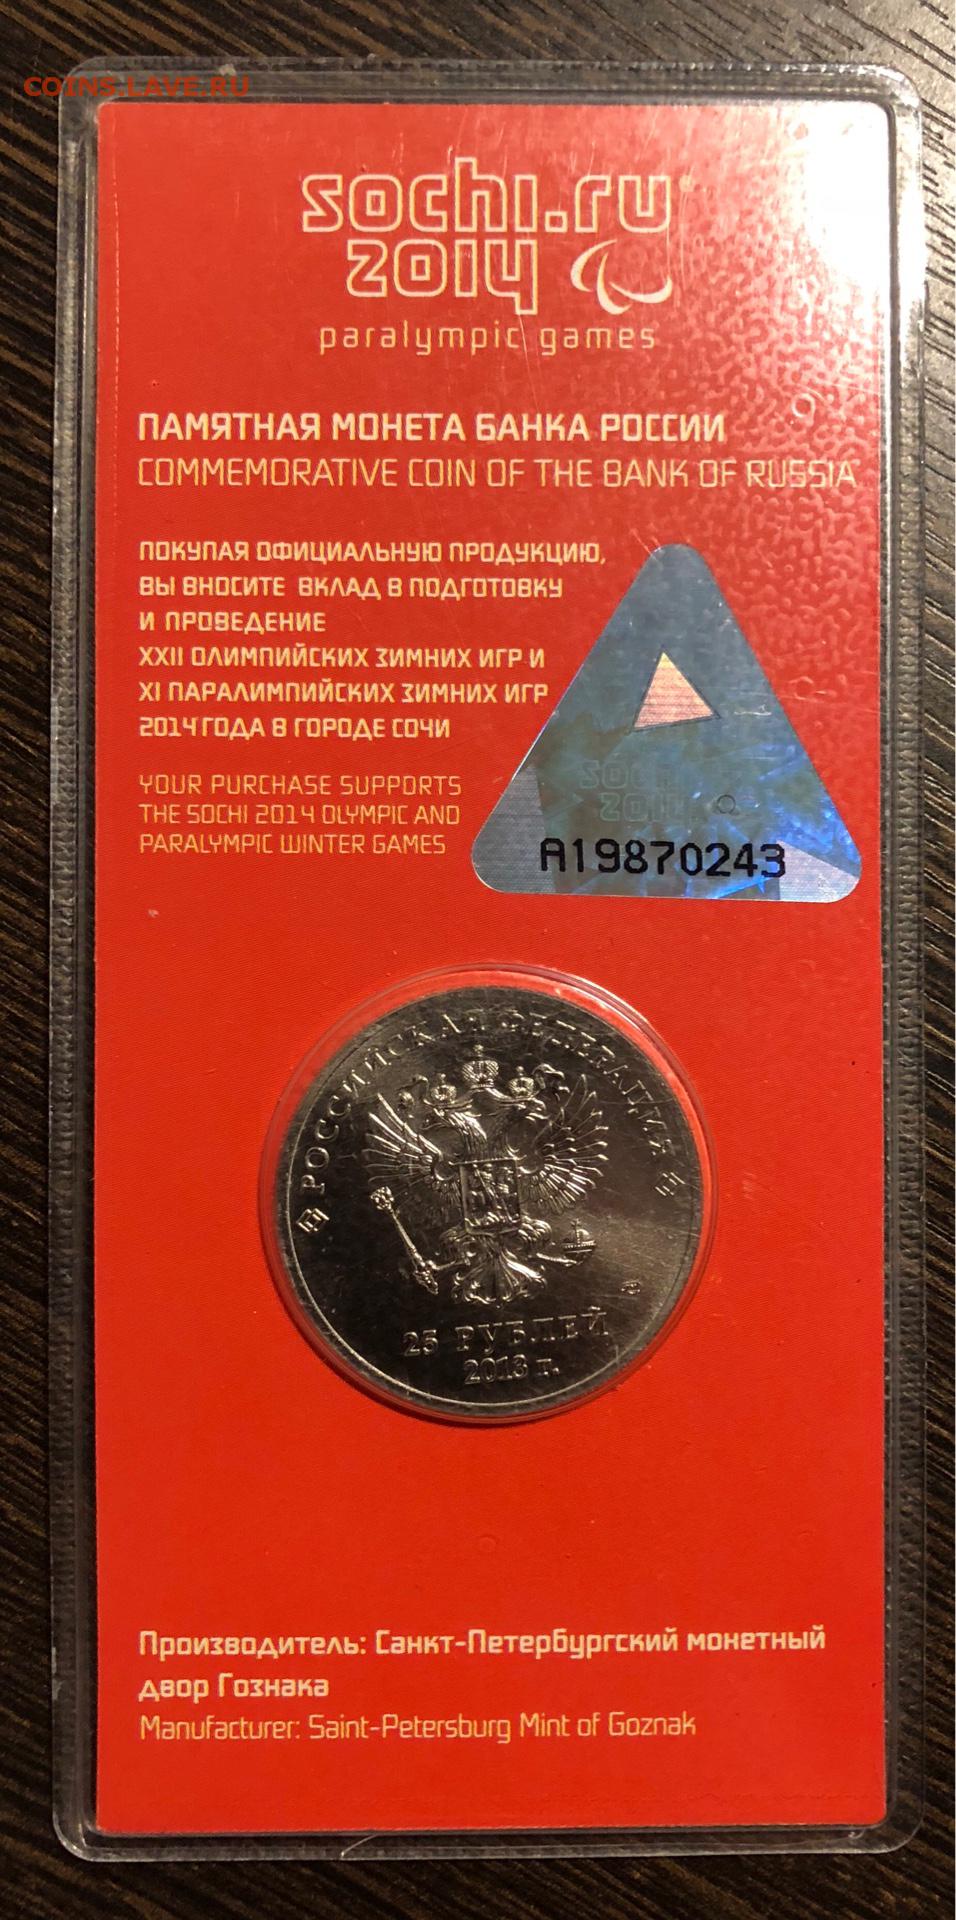 COINS.LAVE.RU
sochi.ru
2014
paralympic games
ПАМЯТНАЯ МОНЕТА БАНКА РОССИИ
COMMEMORATIVE COIN OF THE BANK OF RUSSIA
ПОКУПАЯ ОФИЦИАЛЬНУЮ ПРОДУКЦИЮ,
ВЫ ВНОСИТЕ ВКЛАД В ПОДГОТОВКУ
И ПРОВЕДЕНИЕ
XXII ОЛИМПИЙСКИХ ЗИМНИХ ИГР И
XI ПАРАЛИМПИЙСКИХ ЗИМНИХ ИГР
2014 ГОДА В ГОРОДЕ СОЧИ
YOUR PURCHASE SUPPORTS
THE SOCHI 2014 OLYMPIC AND
PARALYMPIC WINTER GAMES
SOCHI
2014
A19870243
РОССИЙСКАЯ ФЕДЕРАЦИЯ
25 РУБЛЕЙ
2013 г.
Производитель: Санкт-Петербургский монетный
двор Гознака
Manufacturer: Saint-Petersburg Mint of Goznak